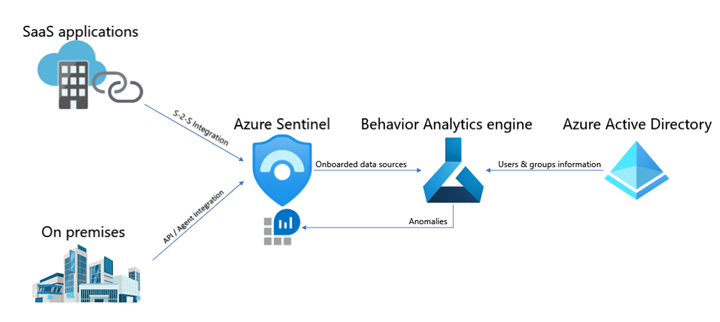 SaaS applications
S-2-S Integration
Azure Sentinel
Behavior Analytics engine
Azure Active Directory
Onboarded data sources
Users & groups information
API / Agent Integration
Anomalies
On premises